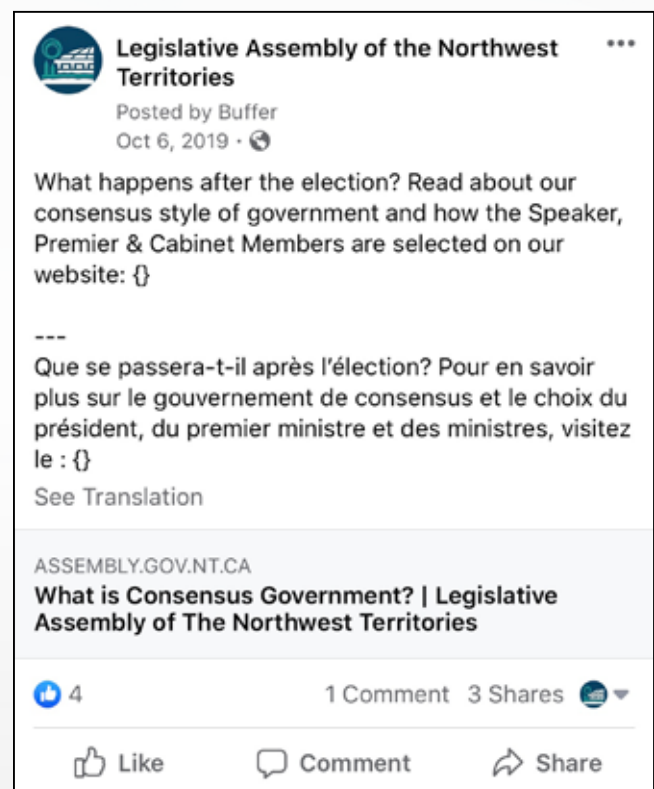 Legislative Assembly of the Northwest
Territories
Posted by Buffer
Oct 6, 2019 ·
What happens after the election? Read about our
consensus style of government and how the Speaker,
Premier & Cabinet Members are selected on our
website: {}
---
Que se passera-t-il après l'élection? Pour en savoir
plus sur le gouvernement de consensus et le choix du
président, du premier ministre et des ministres, visitez
le : {}
See Translation
ASSEMBLY.GOV.NT.CA
What is Consensus Government? | Legislative
Assembly of The Northwest Territories
4 1 Comment 3 Shares
Like Comment Share